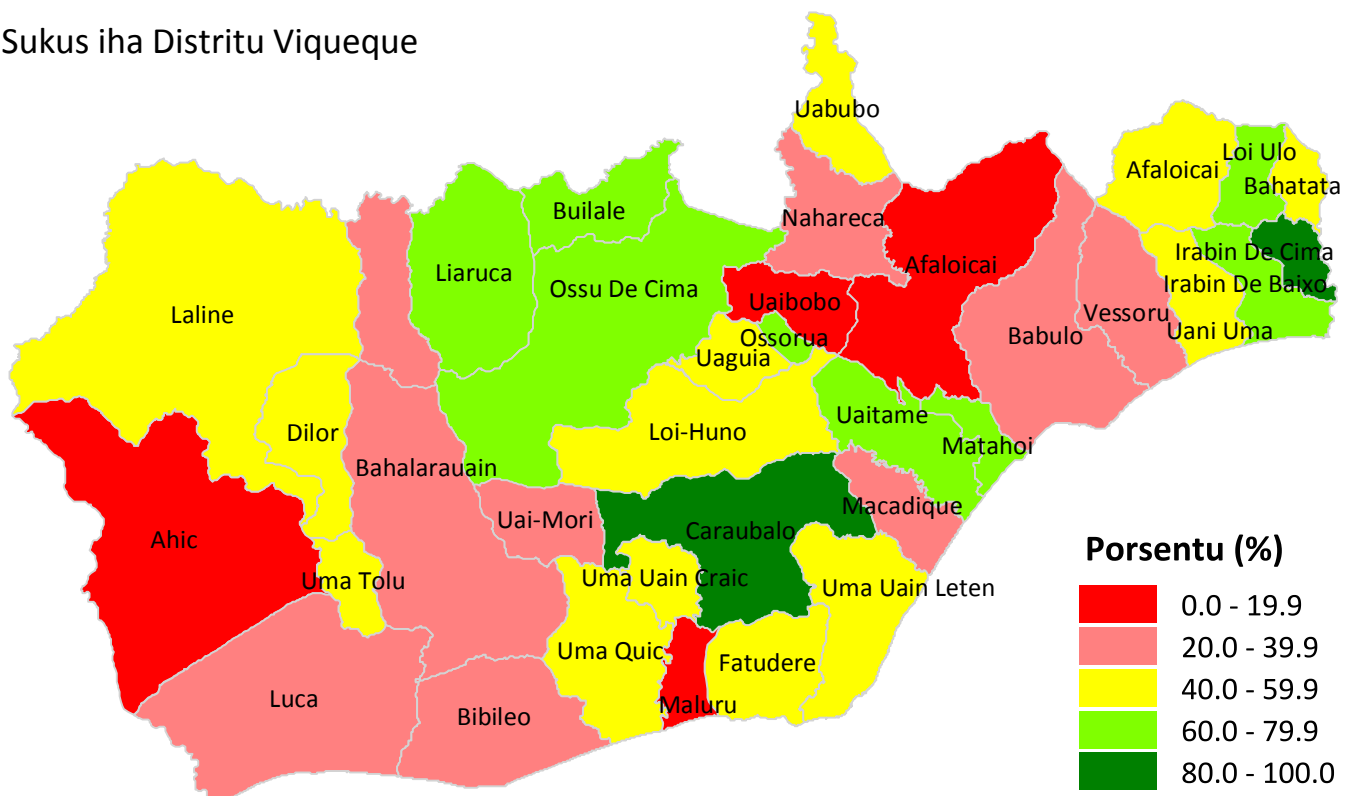 Sukus iha Distritu Viqueque
Uabubo
Afaloicai
Loi Ulo
Bahatata
Builale
Nahareca
Liaruca
Ossu De Cima
Afaloicai
Irabin De Cima
Irabin De Baixo
Laline
Uaibobo
Vessoru
Uani Uma
Ossorua
Babulo
Uaguia
Dilor
Loi-Huno
Uaitame
Matahoi
Bahalarauain
Uai-Mori
Macadique
Caraubalo
Ahic
Uma Tolu
Uma Uain Craic
Uma Uain Leten
Uma Quic
Fatudere
Luca
Bibileo
Maluru
Porsentu (%)
0.0 - 19.9
20.0 - 39.9
40.0 - 59.9
60.0 - 79.9
80.0 - 100.0